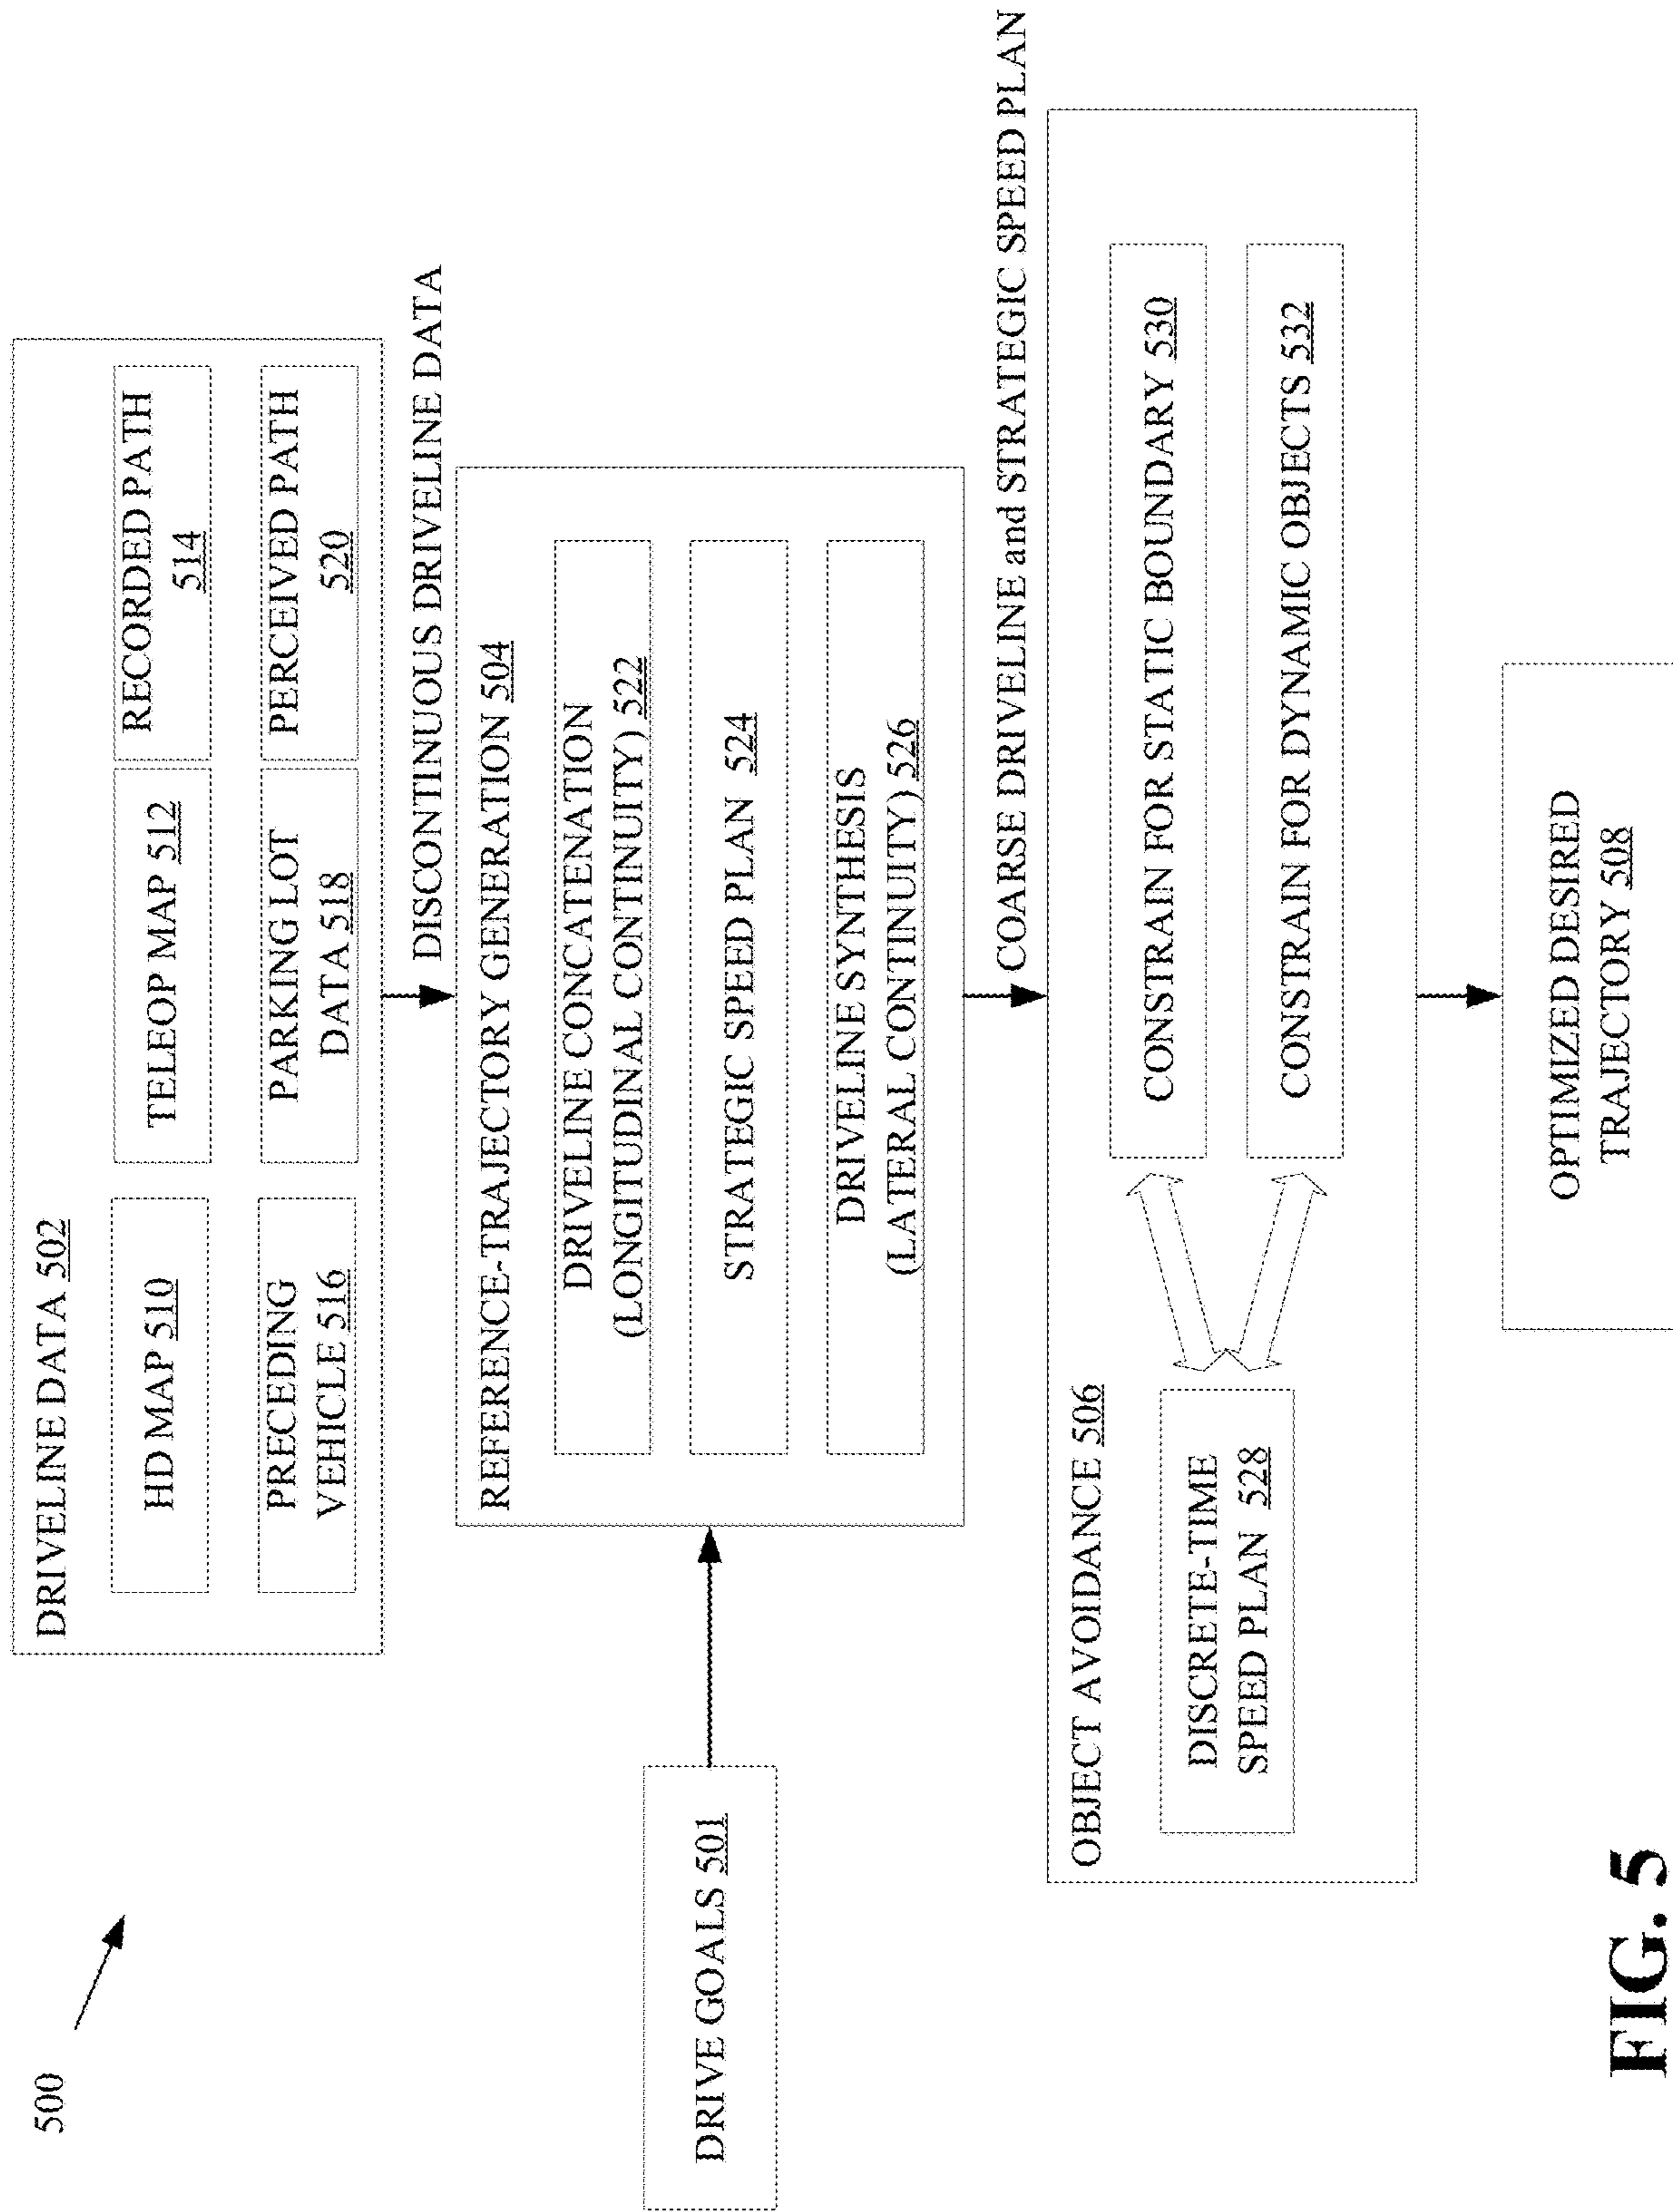 500
DRIVELINE DATA 502
HD MAP 510
TELEOP MAP 512
RECORDED PATH
514
PRECEDING
VEHICLE 516
PARKING LOT
DATA 518
PERCEIVED PATH
520
DISCONTINUOUS DRIVELINE DATA
DRIVE GOALS 501
REFERENCE-TRAJECTORY GENERATION 504
DRIVELINE CONCATENATION
(LONGITUDINAL CONTINUITY) 522
STRATEGIC SPEED PLAN 524
DRIVELINE SYNTHESIS
(LATERAL CONTINUITY) 526
COARSE DRIVELINE and STRATEGIC SPEED PLAN
OBJECT AVOIDANCE 506
DISCRETE-TIME
SPEED PLAN 528
CONSTRAIN FOR STATIC BOUNDARY 530
CONSTRAIN FOR DYNAMIC OBJECTS 532
OPTIMIZED DESIRED
TRAJECTORY 508
FIG. 5